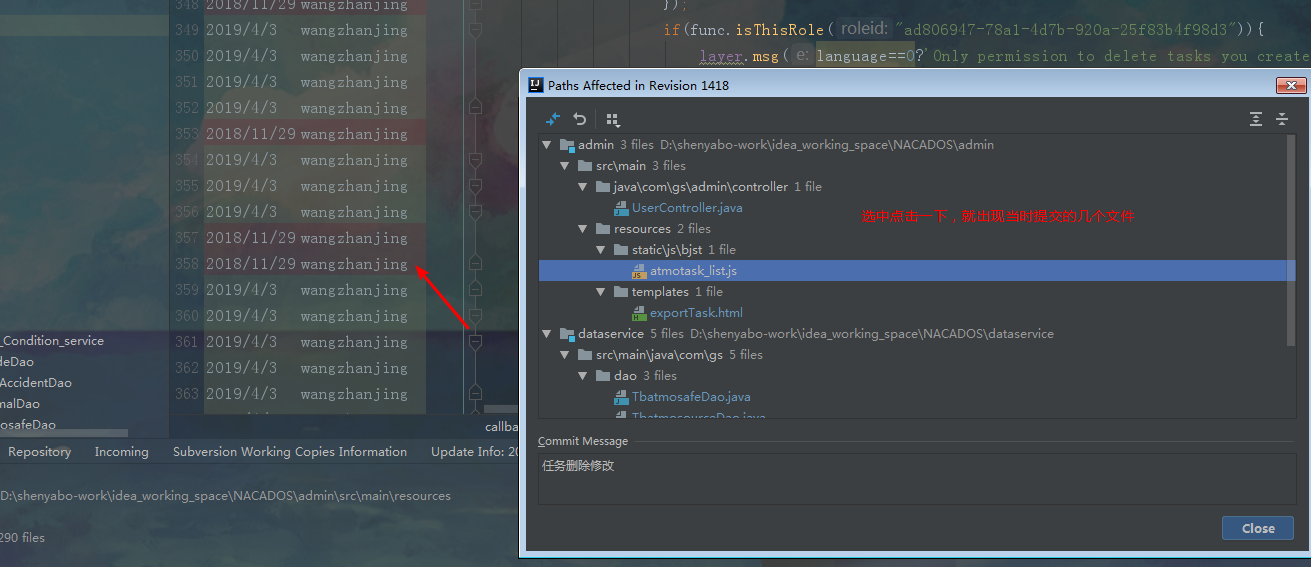 348 2018/11/29 wangzhanjing
349 2019/4/3 wangzhanjing
350 2019/4/3 wangzhanjing
351 2019/4/3 wangzhanjing
352 2019/4/3 wangzhanjing
353 2018/11/29 wangzhanjing
354 2019/4/3 wangzhanjing
355 2019/4/3 wangzhanjing
356 2019/4/3 wangzhanjing
357 2018/11/29 wangzhanjing
358 2018/11/29 wangzhanjing
359 2019/4/3 wangzhanjing
360 2019/4/3 wangzhanjing
361 2019/4/3 wangzhanjing
362 2019/4/3 wangzhanjing
363 2019/4/3 wangzhanjing
});
if(func.isThisRole( roleid: "ad806947-78a1-4d7b-920a-25f83b4f98d3")){
layer.msg( e: language==0?'Only permission to delete tasks you create
Paths Affected in Revision 1418
admin 3 files D:\shenyabo-work\idea_working_space\NACADOS\admin
src\main 3 files
java\com\gs\admin\controller 1 file
UserController.java
选中点击一下，就出现当时提交的几个文件
resources 2 files
static\js\bjst 1 file
atmotask_list.js
templates 1 file
exportTask.html
dataservice 5 files D:\shenyabo-work\idea_working_space\NACADOS\dataservice
src\main\java\com\gs 5 files
dao 3 files
TbatmosafeDao.java
TbatmosourceDao.java
Commit Message
任务删除修改
Close
_Condition_service
deDao
AccidentDao
malDao
osafeDao
callba
Repository Incoming Subversion Working Copies Information Update Info: 20
D:\shenyabo-work\idea_working_space\NACADOS\admin\src\main\resources
290 files